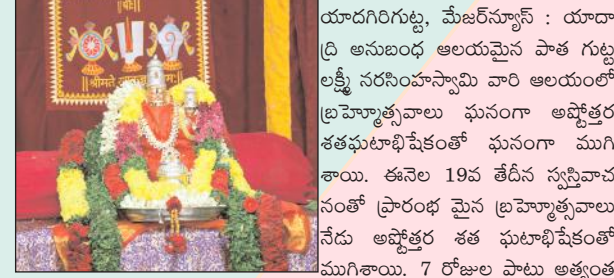 ॥श्रीः॥
श्रीमते
యాదగిరిగుట్ట, మేజర్‌న్యూస్ : యాదా
ద్రి అనుబంధ ఆలయమైన పాత గుట్ట
లక్ష్మీ నరసింహస్వామి వారి ఆలయంలో
బ్రహ్మోత్సవాలు ఘనంగా అష్టోత్తర
శతఘటాభిషేకంతో ఘనంగా ముగి
శాయి. ఈనెల 19వ తేదీన స్వస్తివాచ
నంతో ప్రారంభ మైన బ్రహ్మోత్సవాలు
నేడు అష్టోత్తర శత ఘటాభిషేకంతో
ముగిశాయి. 7 రోజుల పాటు అత్యంత